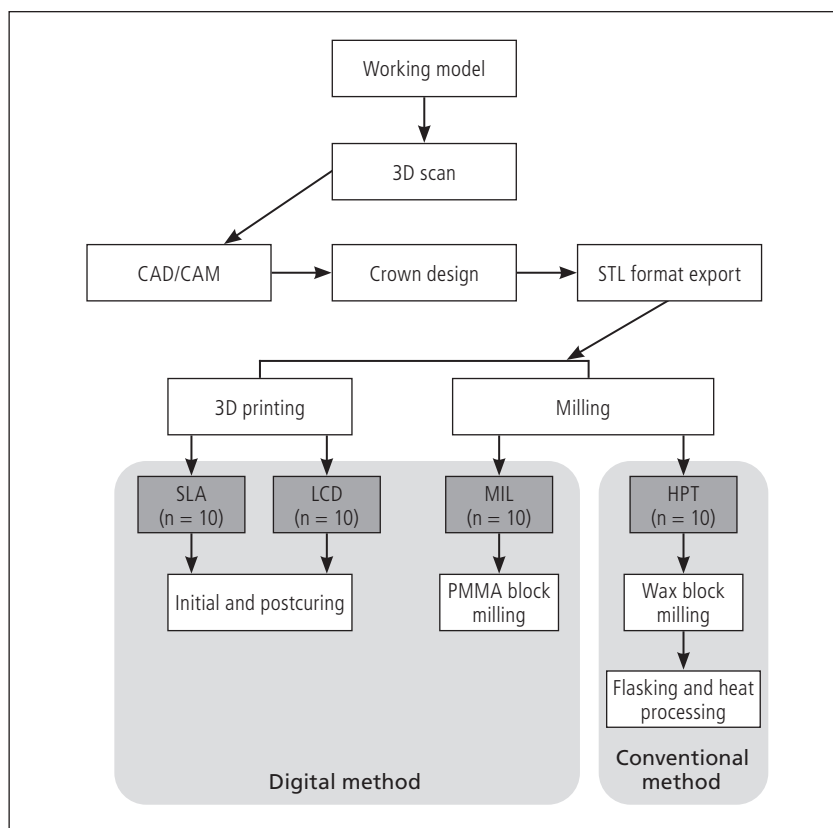 Working model
3D scan
CAD/CAM
Crown design
STL format export
3D printing
Milling
SLA
(n = 10)
LCD
(n = 10)
MIL
(n = 10)
HPT
(n = 10)
Initial and postcuring
PMMA block
milling
Wax block
milling
Flasking and heat
processing
Digital method
Conventional
method